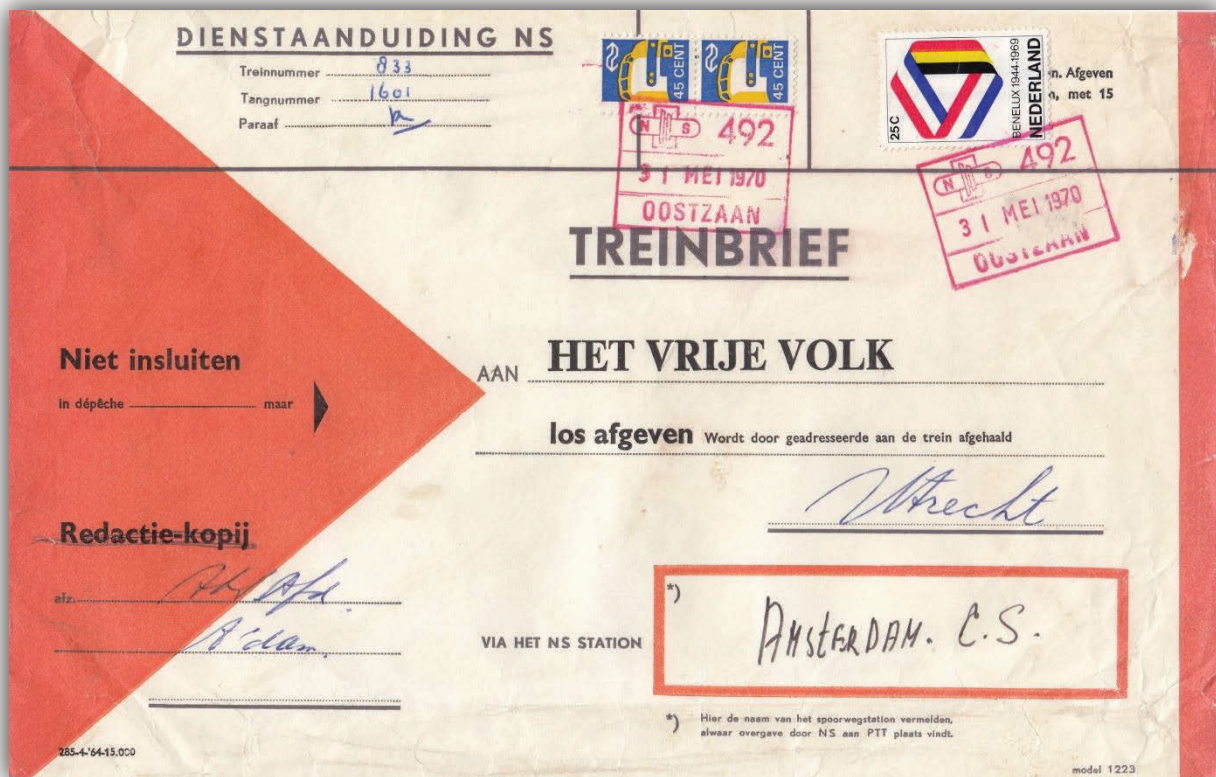 DIENSTAANDUIDING NS
Treinnummer 833
Tangnummer 1601
Paraaf
45 CENT
45 CENT
25C
BENELUX 1944-1969
NEDERLAND
n. Afgeven
n, met 15
N S 492
31 MEI 1970
OOSTZAAN
N S 492
31 MEI 1970
OOSTZAAN
TREINBRIEF
Niet insluiten
in dépêche maar
AAN HET VRIJE VOLK
los afgeven Wordt door geadresseerde aan de trein afgehaald
Utrecht
Redactie-kopij
afz. Afd.
A'dam.
VIA HET NS STATION
*) AMSTERDAM. C.S.
*) Hier de naam van het spoorwegstation vermelden,
alwaar overgave door NS aan PTT plaats vindt.
285-4-'64-15.000
model 1223